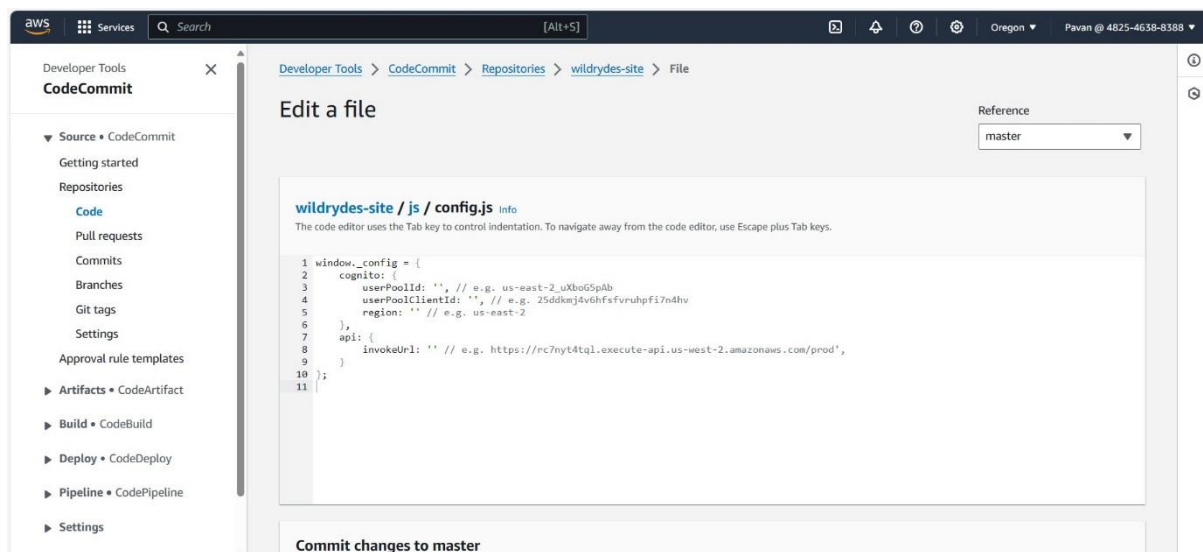 aws
Services
Search
[Alt+S]
Oregon
Pavan @ 4825-4638-8388
Developer Tools
CodeCommit
Source • CodeCommit
Getting started
Repositories
Code
Pull requests
Commits
Branches
Git tags
Settings
Approval rule templates
Artifacts • CodeArtifact
Build • CodeBuild
Deploy • CodeDeploy
Pipeline • CodePipeline
Settings
Developer Tools > CodeCommit > Repositories > wildrydes-site > File
Edit a file
Reference
master
wildrydes-site / js / config.js Info
The code editor uses the Tab key to control indentation. To navigate away from the code editor, use Escape plus Tab keys.
1 window._config = {
2     cognito: {
3         userPoolId: '', // e.g. us-east-2_uXboG5pAb
4         userPoolClientId: '', // e.g. 25ddkmj4v6hfsfvruhpfi7n4hv
5         region: '' // e.g. us-east-2
6     },
7     api: {
8         invokeUrl: '' // e.g. https://rc7nyt4tql.execute-api.us-west-2.amazonaws.com/prod',
9     }
10 };
11
Commit changes to master